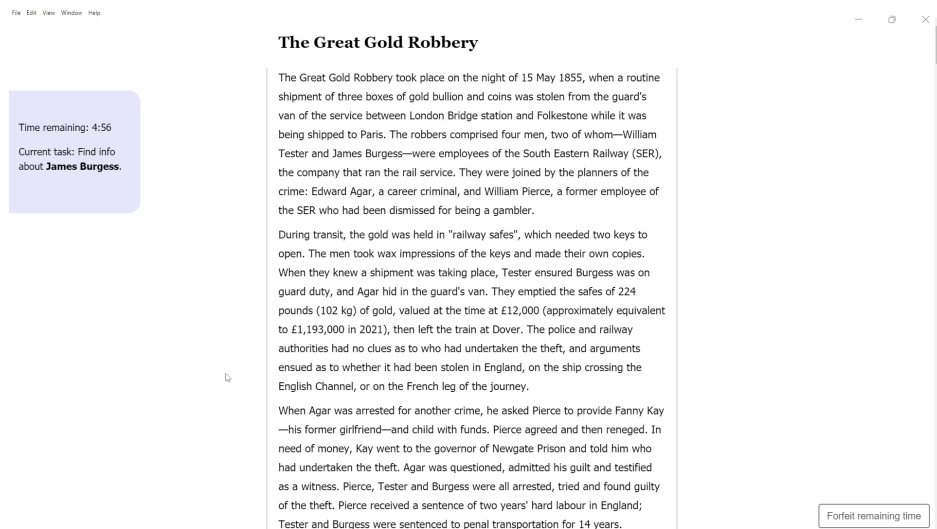 File Edit View Window Help
The Great Gold Robbery
Time remaining: 4:56
Current task: Find info
about James Burgess.
The Great Gold Robbery took place on the night of 15 May 1855, when a routine
shipment of three boxes of gold bullion and coins was stolen from the guard's
van of the service between London Bridge station and Folkestone while it was
being shipped to Paris. The robbers comprised four men, two of whom—William
Tester and James Burgess—were employees of the South Eastern Railway (SER),
the company that ran the rail service. They were joined by the planners of the
crime: Edward Agar, a career criminal, and William Pierce, a former employee of
the SER who had been dismissed for being a gambler.
During transit, the gold was held in "railway safes", which needed two keys to
open. The men took wax impressions of the keys and made their own copies.
When they knew a shipment was taking place, Tester ensured Burgess was on
guard duty, and Agar hid in the guard's van. They emptied the safes of 224
pounds (102 kg) of gold, valued at the time at £12,000 (approximately equivalent
to £1,193,000 in 2021), then left the train at Dover. The police and railway
authorities had no clues as to who had undertaken the theft, and arguments
ensued as to whether it had been stolen in England, on the ship crossing the
English Channel, or on the French leg of the journey.
When Agar was arrested for another crime, he asked Pierce to provide Fanny Kay
—his former girlfriend—and child with funds. Pierce agreed and then reneged. In
need of money, Kay went to the governor of Newgate Prison and told him who
had undertaken the theft. Agar was questioned, admitted his guilt and testified
as a witness. Pierce, Tester and Burgess were all arrested, tried and found guilty
of the theft. Pierce received a sentence of two years' hard labour in England;
Tester and Burgess were sentenced to penal transportation for 14 years.
Forfeit remaining time